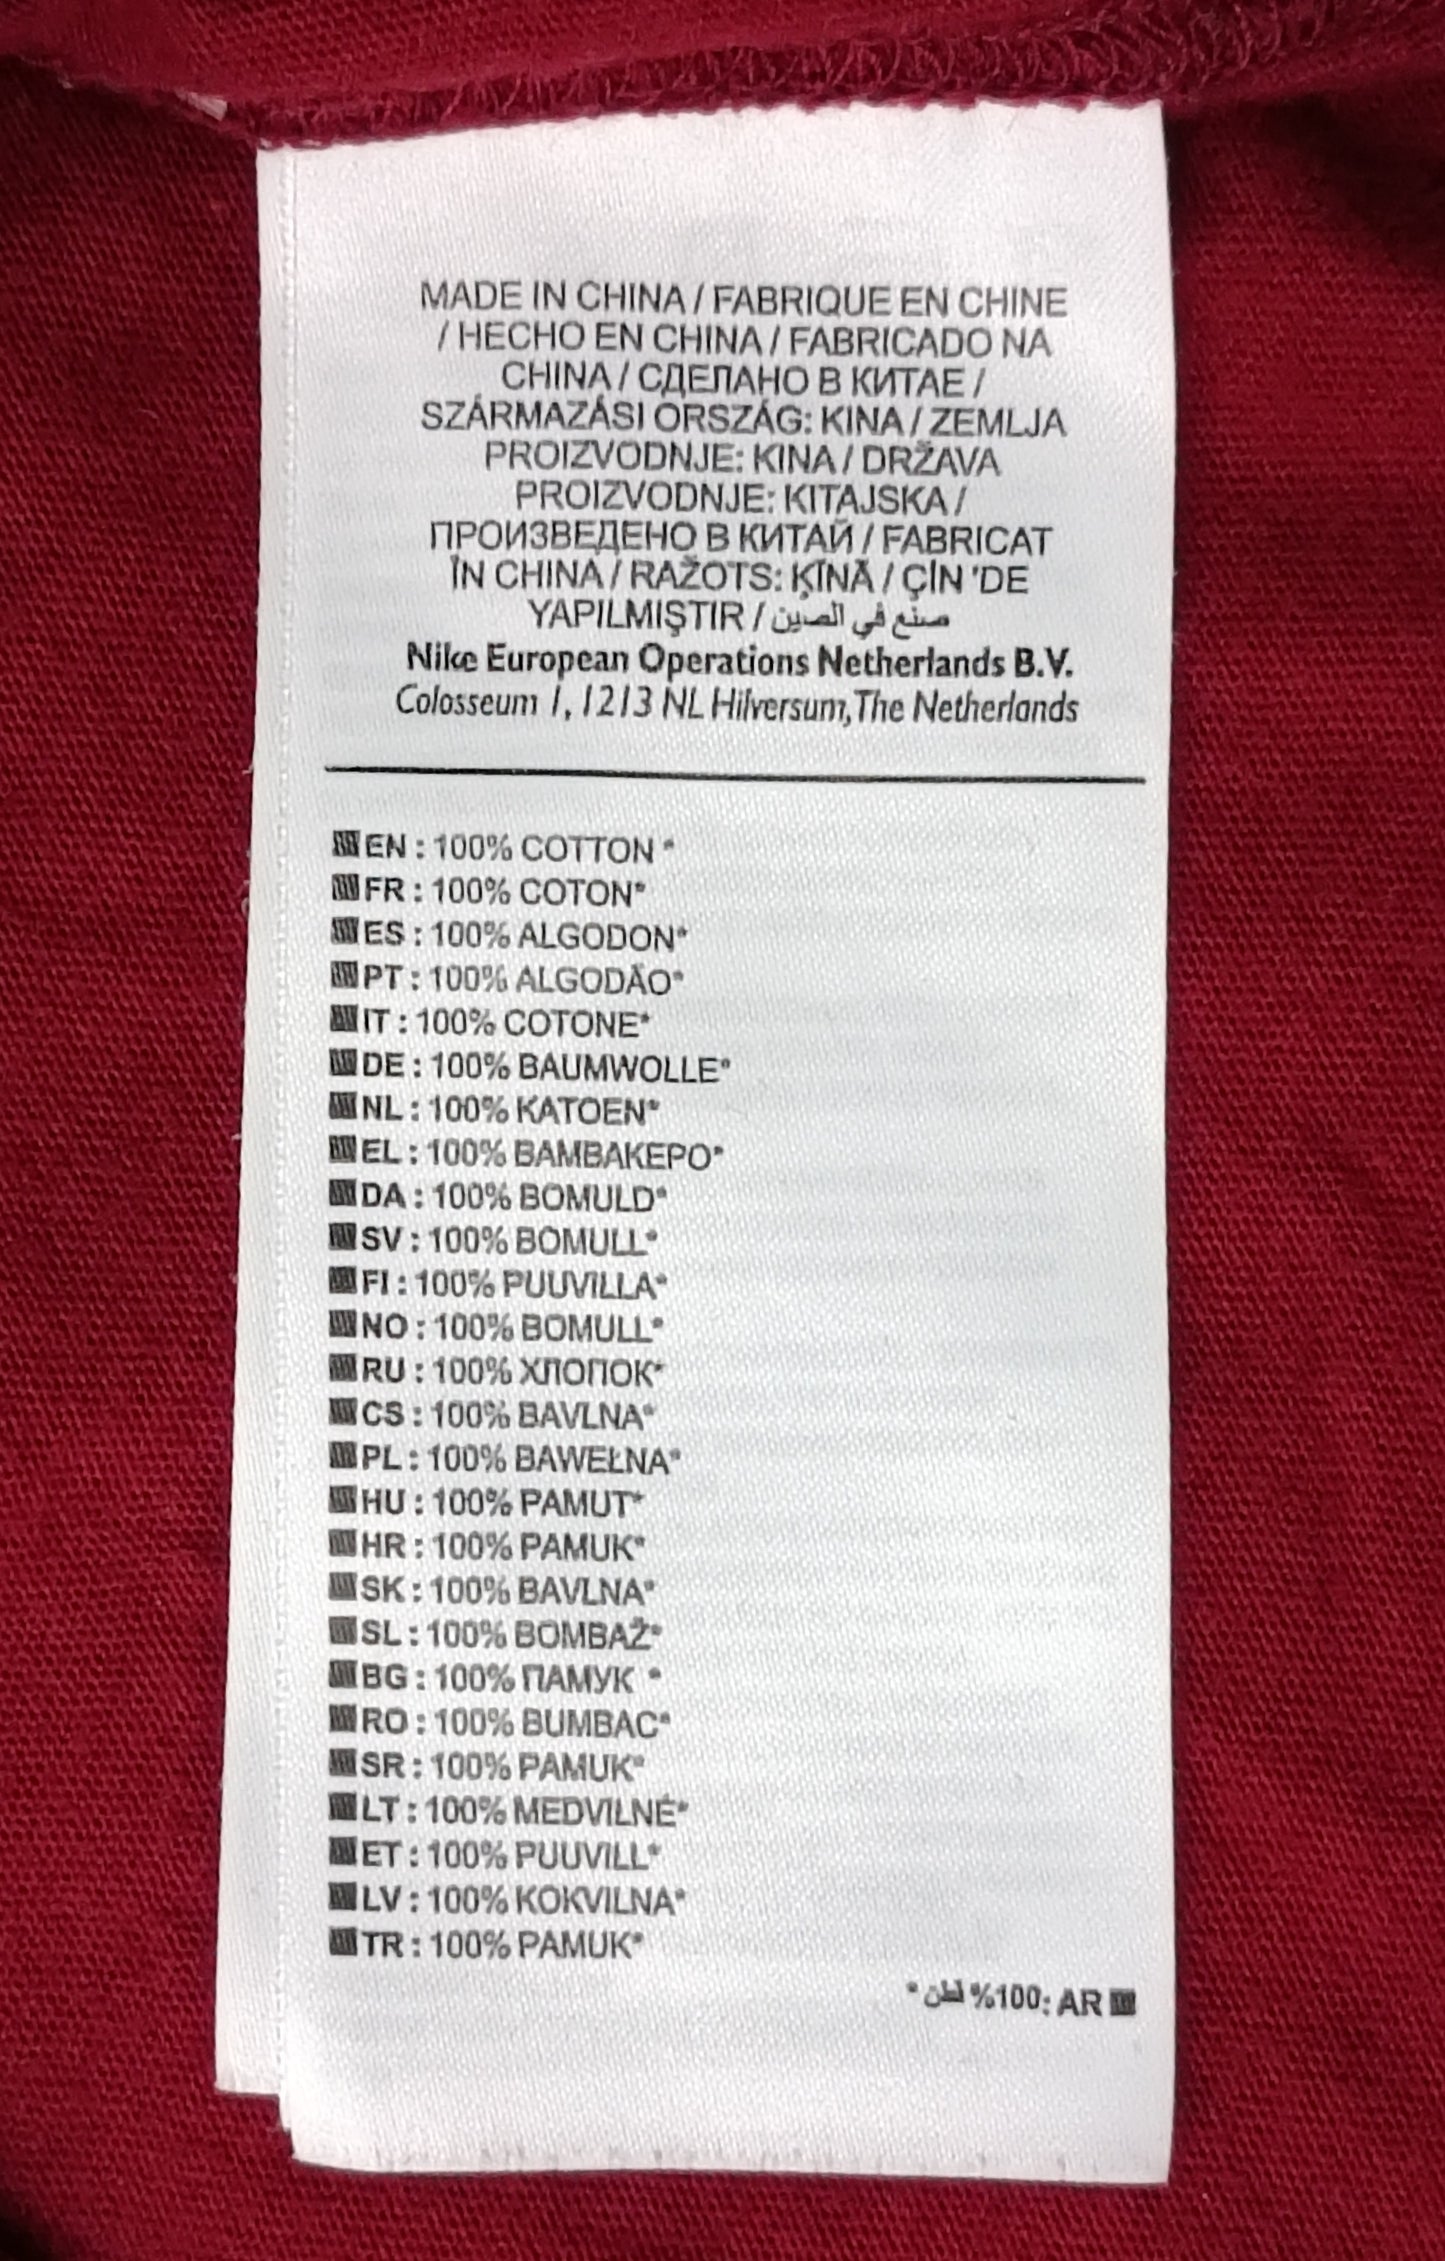 MADE IN CHINA / FABRIQUE EN CHINE
/ HECHO EN CHINA / FABRICADO NA
CHINA / СДЕЛАНО В КИТАЕ /
SZÁRMAZÁSI ORSZÁG: KINA / ZEMLJA
PROIZVODNJE: KINA / DRŽAVA
PROIZVODNJE: KITAJSKA /
ПРОИЗВЕДЕНО В КИТАЙ / FABRICAT
ÎN CHINA / RAŽOTS: ĶĪNĀ / ÇİN 'DE
YAPILMIŞTIR / صنع في الصين
Nike European Operations Netherlands B.V.
Colosseum 1, 1213 NL Hilversum, The Netherlands
EN : 100% COTTON *
FR : 100% COTON*
ES : 100% ALGODON*
PT : 100% ALGODÃO*
IT : 100% COTONE*
DE : 100% BAUMWOLLE*
NL : 100% KATOEN*
EL : 100% BAMBAKEPO*
DA : 100% BOMULD*
SV : 100% BOMULL*
FI : 100% PUUVILLA*
NO : 100% BOMULL*
RU : 100% ХЛОПОК*
CS : 100% BAVLNA*
PL : 100% BAWEŁNA*
HU : 100% PAMUT*
HR : 100% PAMUK*
SK : 100% BAVLNA*
SL : 100% BOMBAŽ*
BG : 100% ПАМУК *
RO : 100% BUMBAC*
SR : 100% PAMUK*
LT : 100% MEDVILNĖ*
ET : 100% PUUVILL*
LV : 100% KOKVILNA*
TR : 100% PAMUK*
AR :100% قطن *